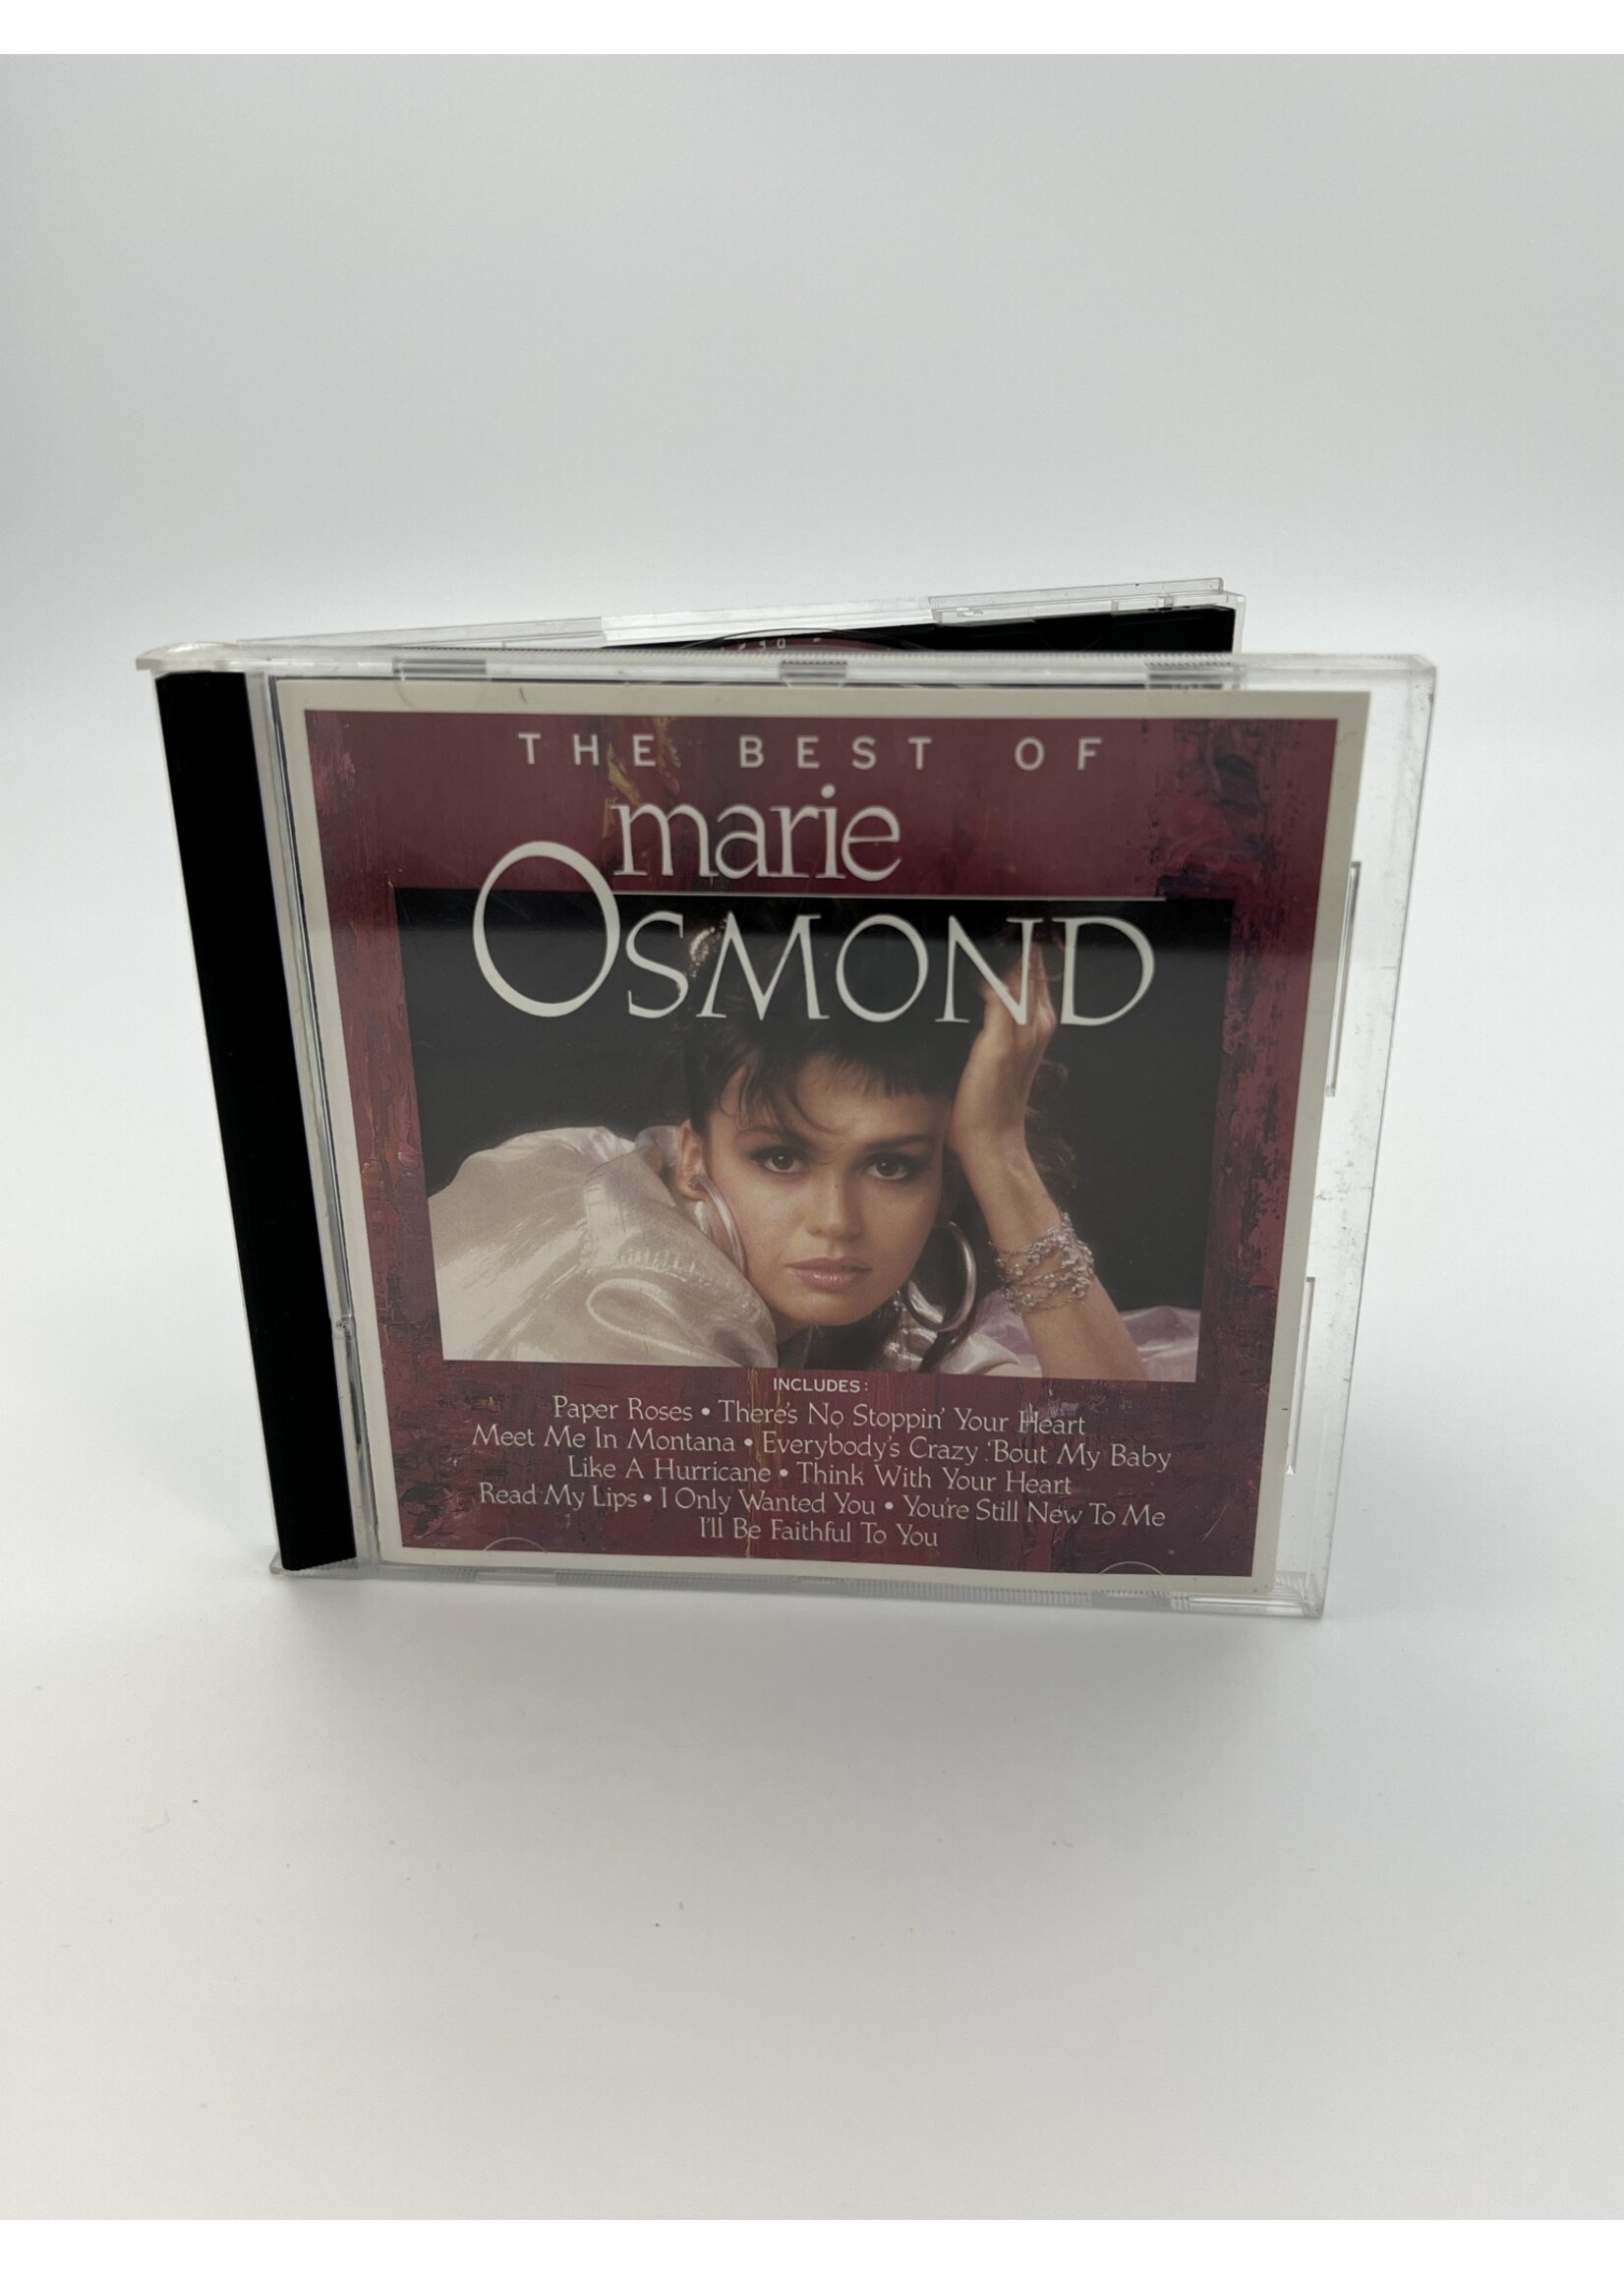 THE BEST OF
marie
OSMOND
INCLUDES:
Paper Roses • There's No Stoppin' Your Heart
Meet Me In Montana • Everybody's Crazy 'Bout My Baby
Like A Hurricane • Think With Your Heart
Read My Lips • I Only Wanted You • You're Still New To Me
I'll Be Faithful To You